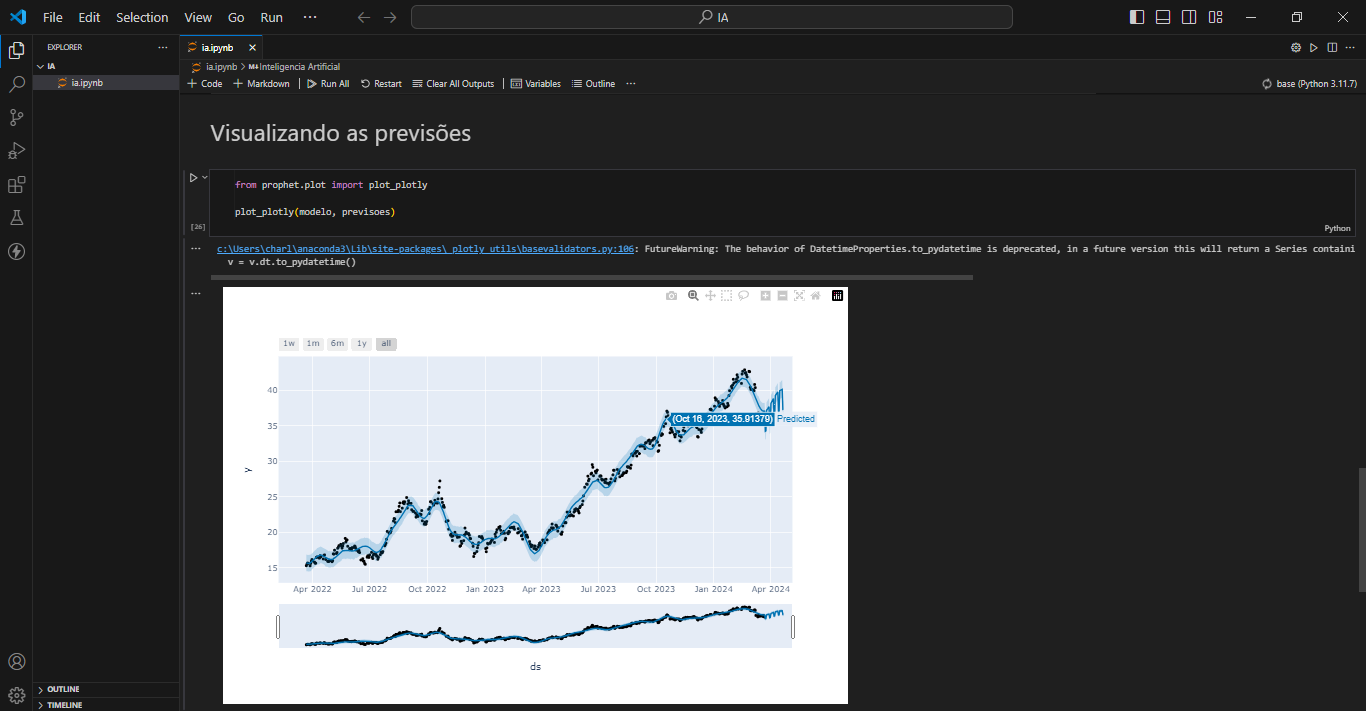 File Edit Selection View Go Run ···
IA
EXPLORER ···
IA
ia.ipynb
ia.ipynb
ia.ipynb > M↓Inteligencia Artificial
+ Code + Markdown | Run All Restart Clear All Outputs | Variables Outline ···
base (Python 3.11.7)
Visualizando as previsões
from prophet.plot import plot_plotly
plot_plotly(modelo, previsoes)
[26]
Python
c:\Users\charl\anaconda3\Lib\site-packages\_plotly_utils\basevalidators.py:106: FutureWarning: The behavior of DatetimeProperties.to_pydatetime is deprecated, in a future version this will return a Series containi
v = v.dt.to_pydatetime()
1w 1m 6m 1y all
40
35
30
25
20
15
y
(Oct 16, 2023, 35.91379) Predicted
Apr 2022 Jul 2022 Oct 2022 Jan 2023 Apr 2023 Jul 2023 Oct 2023 Jan 2024 Apr 2024
ds
OUTLINE
TIMELINE